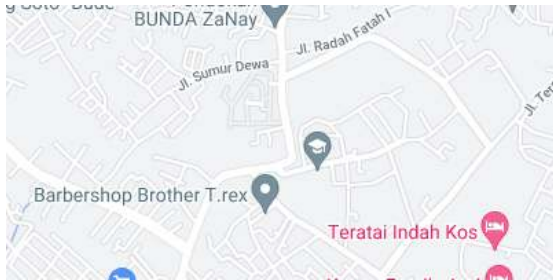 BUNDA ZaNay
Jl. Radah Fatah I
Jl. Sumur Dewa
Barbershop Brother T.rex
Teratai Indah Kos